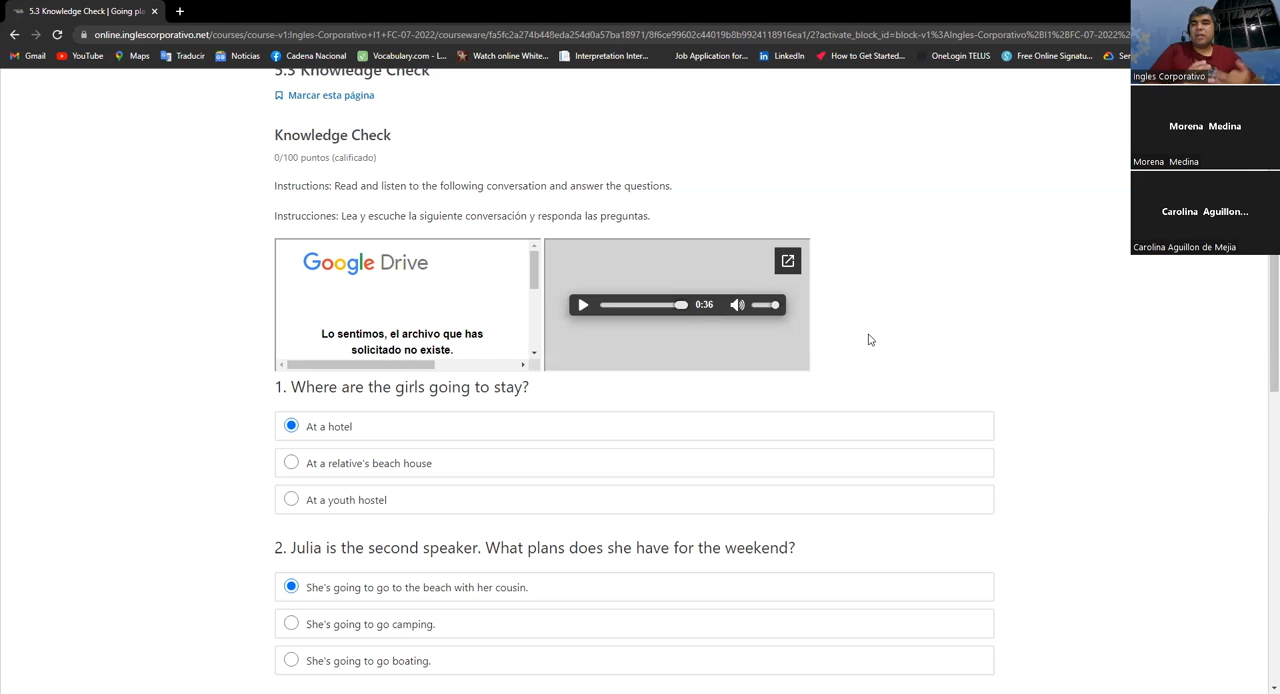 5.3 Knowledge Check | Going pla
online.inglescorporativo.net/courses/course-v1:Ingles-Corporativo+I1+FC-07-2022/courseware/fa5fc2a274b448eda254d0a57ba18971/8f6ce99602c44019b8b9924118916ea1/2?activate_block_id=block-v1%3AIngles-Corporativo%2BI1%2BFC-07-2022%
Gmail
YouTube
Maps
Traducir
Noticias
Cadena Nacional
Vocabulary.com - L...
Watch online White...
Interpretation Inter...
Job Application for...
LinkedIn
How to Get Started...
OneLogin TELUS
Free Online Signatu...
Ser
Ingles Corporativo
Morena Medina
Morena Medina
Carolina Aguillon...
Carolina Aguillon de Mejia
5.3 Knowledge Check
Marcar esta página
Knowledge Check
0/100 puntos (calificado)
Instructions: Read and listen to the following conversation and answer the questions.
Instrucciones: Lea y escuche la siguiente conversación y responda las preguntas.
Google Drive
Lo sentimos, el archivo que has
solicitado no existe.
0:36
1. Where are the girls going to stay?
At a hotel
At a relative's beach house
At a youth hostel
2. Julia is the second speaker. What plans does she have for the weekend?
She's going to go to the beach with her cousin.
She's going to go camping.
She's going to go boating.